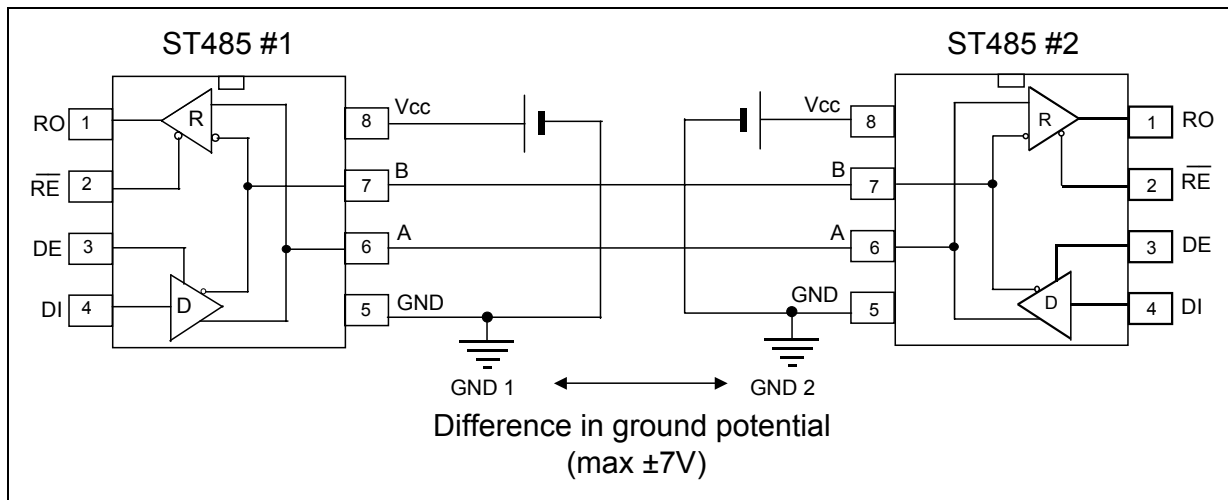 ST485 #1
ST485 #2
RO 1
R
8 Vcc
Vcc 8
R
1 RO
RE 2
7 B
B 7
2 RE
DE 3
6 A
A 6
3 DE
DI 4
D
5 GND
GND 5
D
4 DI
GND 1
GND 2
Difference in ground potential
(max ±7V)